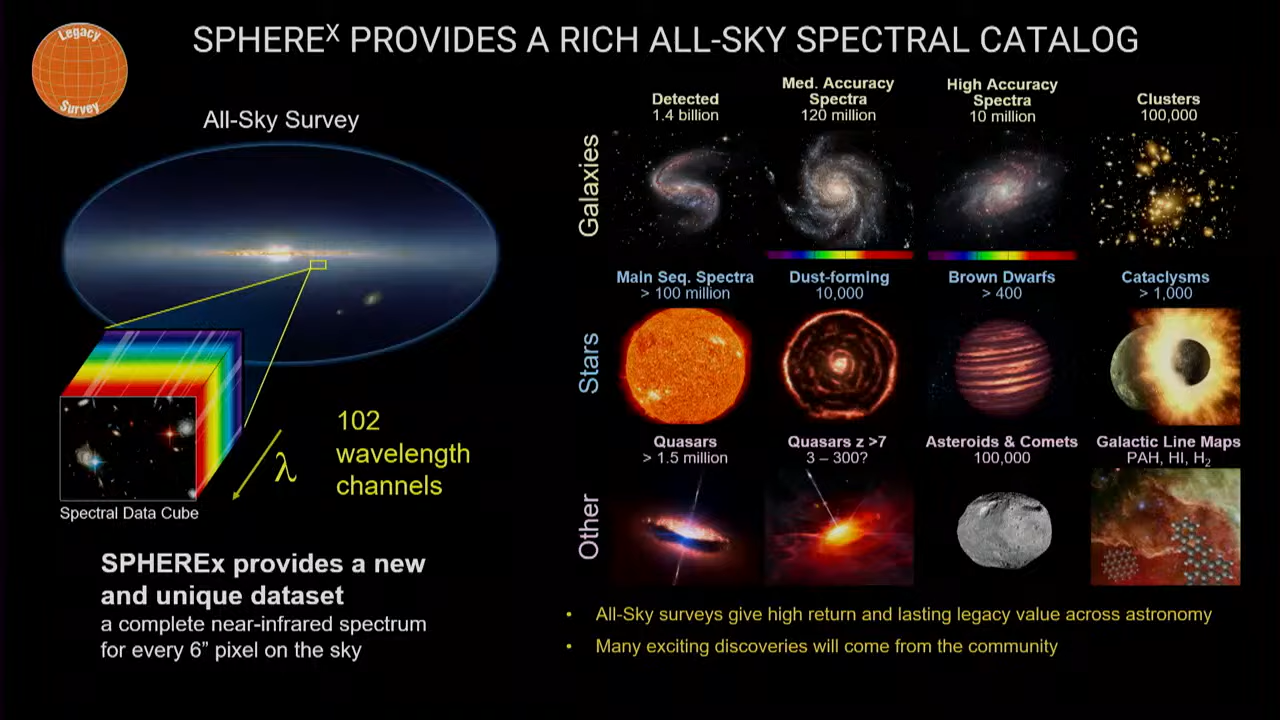 Legacy
Survey
SPHEREX PROVIDES A RICH ALL-SKY SPECTRAL CATALOG
All-Sky Survey
λ
102
wavelength
channels
Spectral Data Cube
SPHEREx provides a new
and unique dataset
a complete near-infrared spectrum
for every 6” pixel on the sky
Galaxies
Detected
1.4 billion
Med. Accuracy
Spectra
120 million
High Accuracy
Spectra
10 million
Clusters
100,000
Stars
Main Seq. Spectra
> 100 million
Dust-forming
10,000
Brown Dwarfs
> 400
Cataclysms
> 1,000
Other
Quasars
> 1.5 million
Quasars z >7
3 – 300?
Asteroids & Comets
100,000
Galactic Line Maps
PAH, HI, H₂
• All-Sky surveys give high return and lasting legacy value across astronomy
• Many exciting discoveries will come from the community